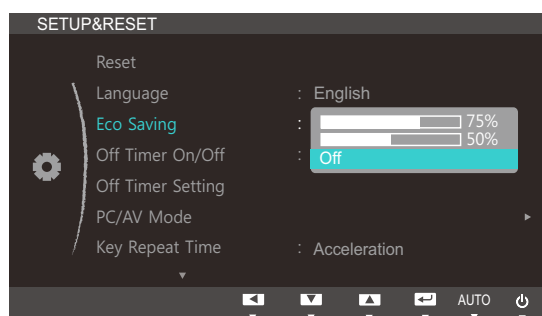 SETUP&RESET
Reset
Language : English
Eco Saving :
75%
50%
Off Timer On/Off : Off
Off Timer Setting
PC/AV Mode
Key Repeat Time : Acceleration
AUTO